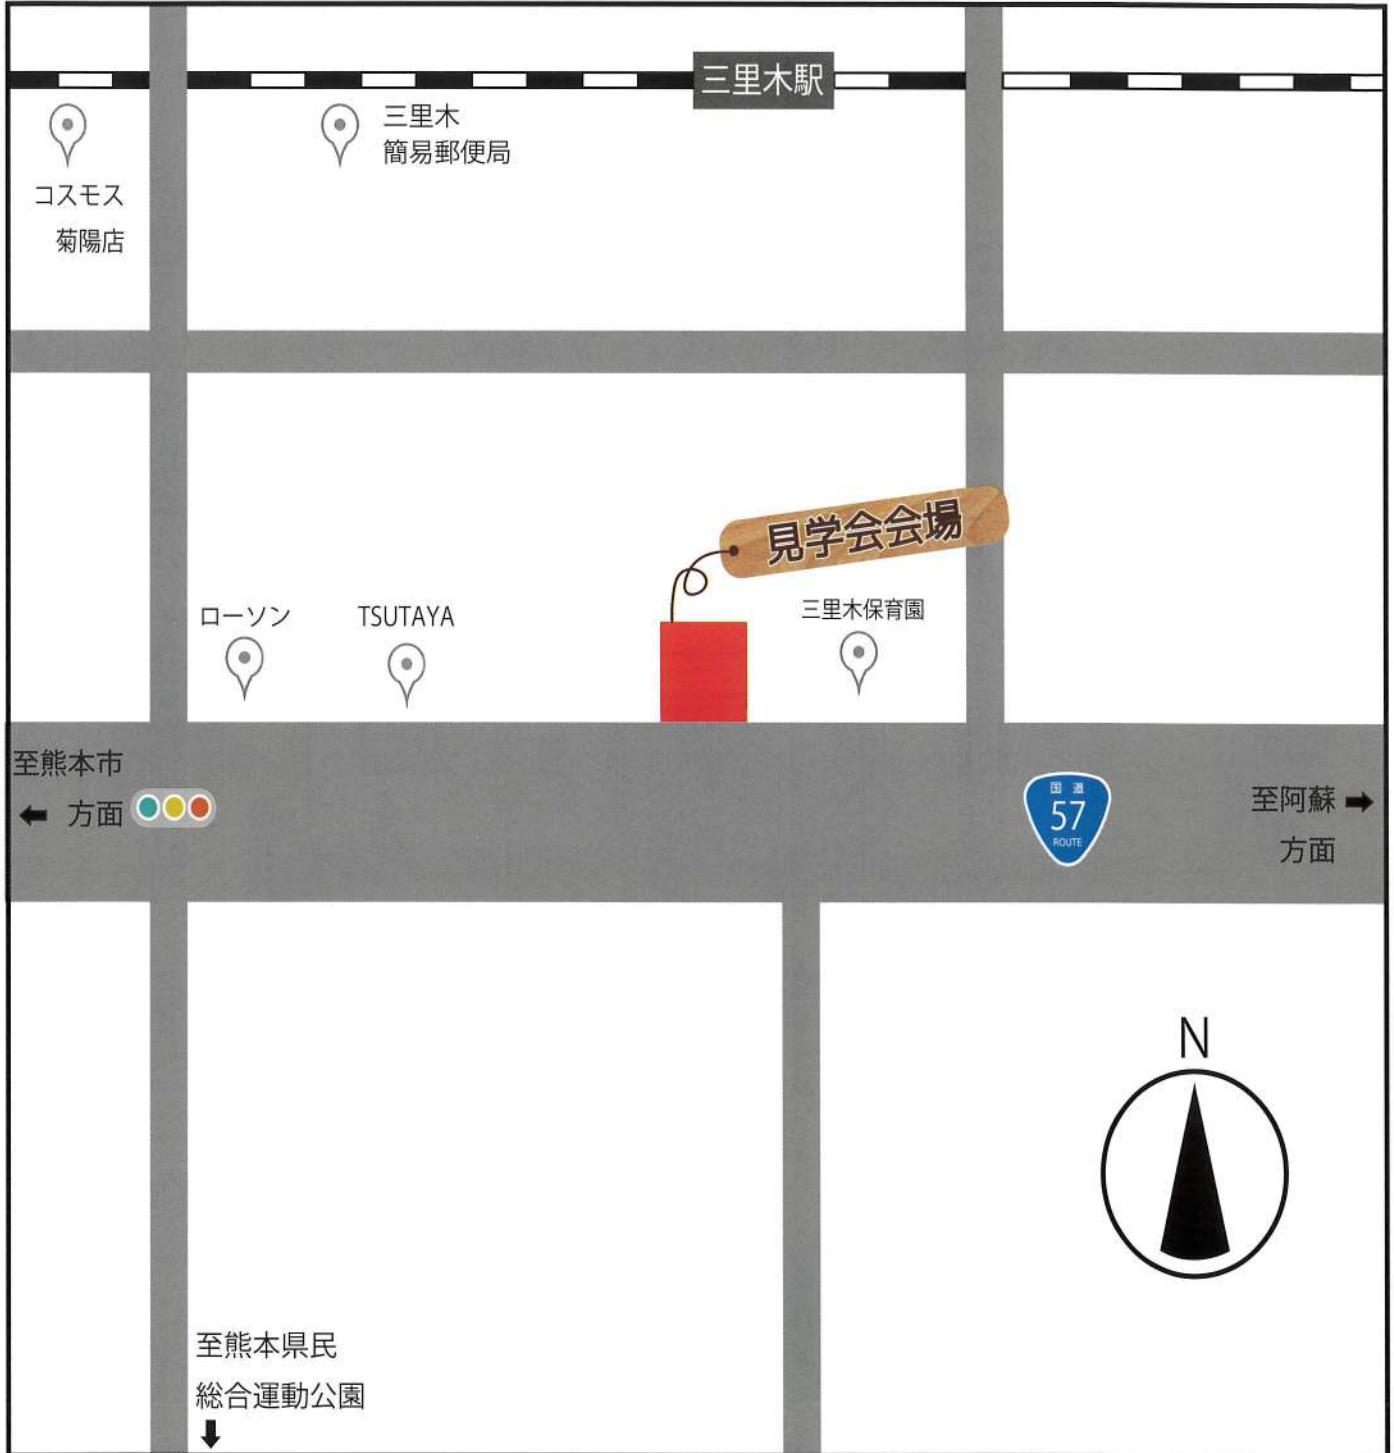 三里木駅
三里木
簡易郵便局
コスモス
菊陽店
見学会会場
ローソン
TSUTAYA
三里木保育園
至熊本市
方面
国道
57
ROUTE
至阿蘇
方面
N
至熊本県民
総合運動公園